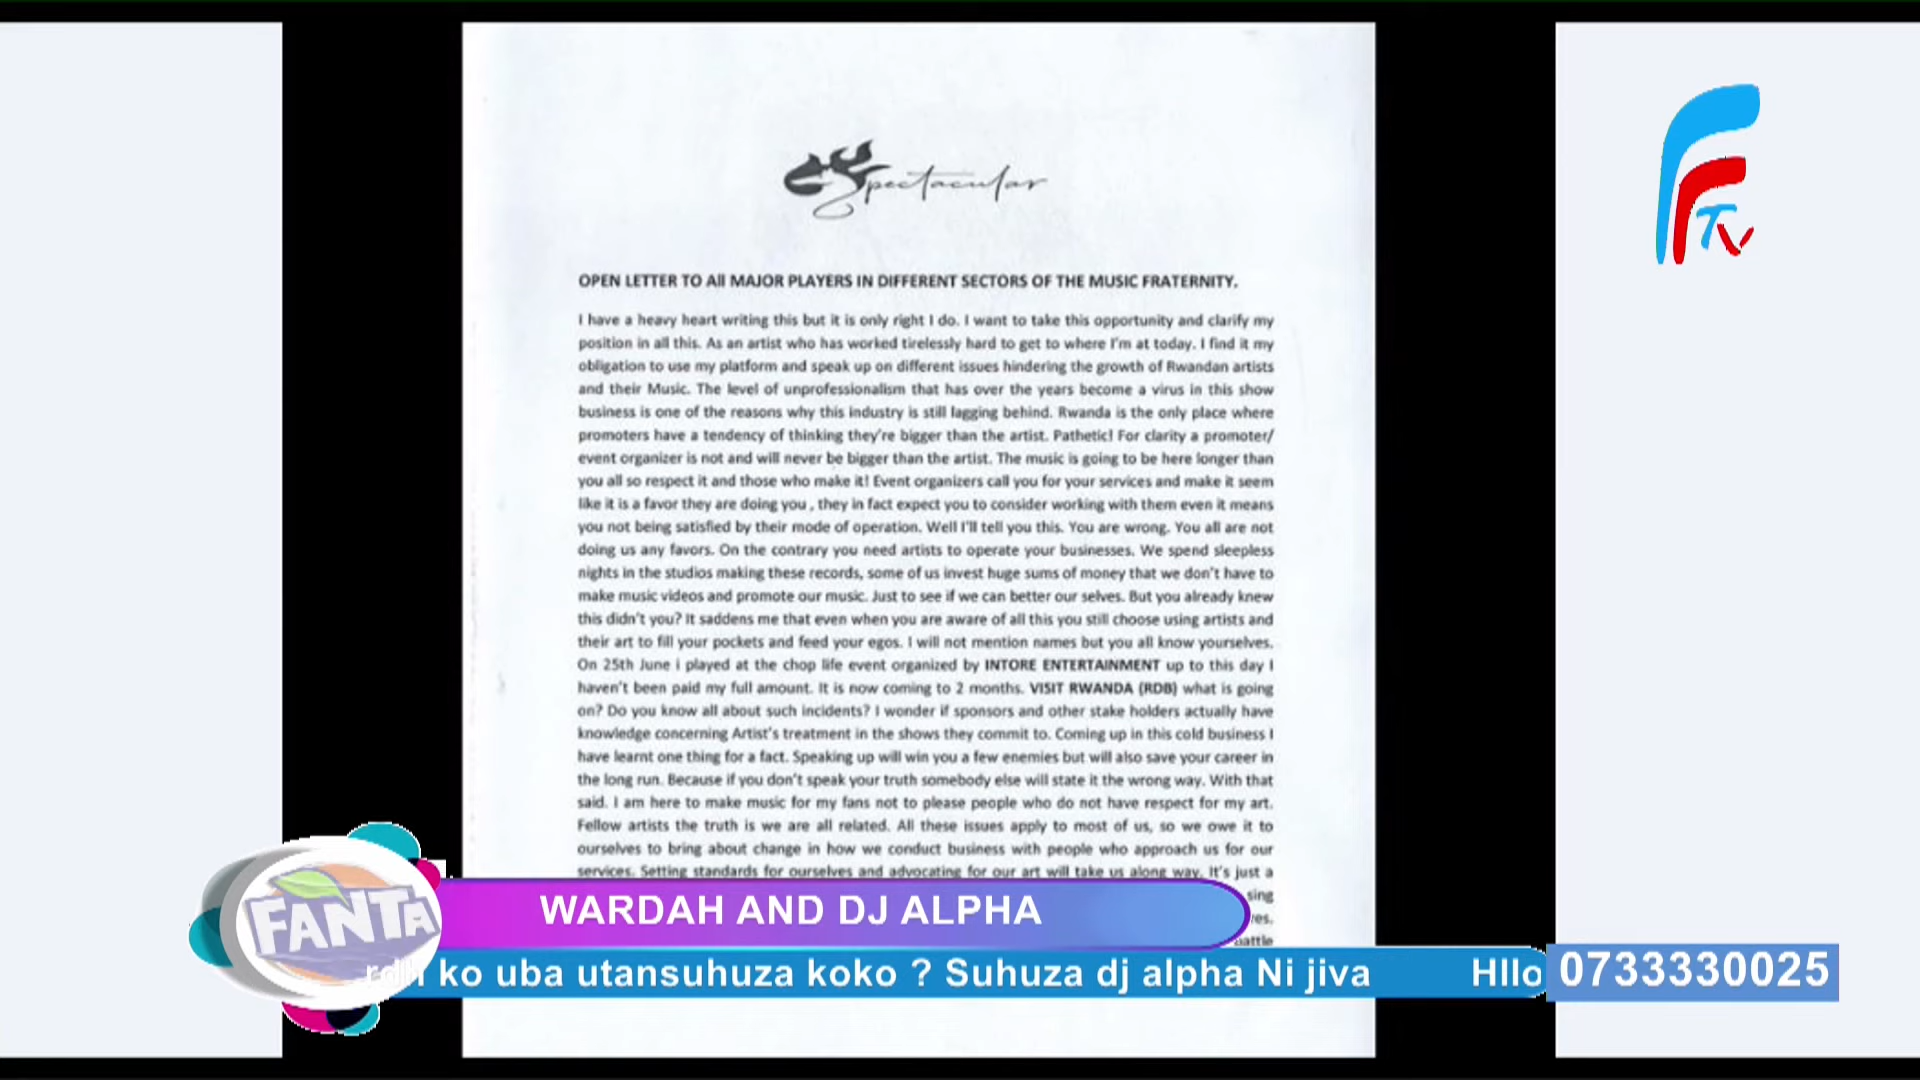 Spectacular
OPEN LETTER TO All MAJOR PLAYERS IN DIFFERENT SECTORS OF THE MUSIC FRATERNITY.
I have a heavy heart writing this but it is only right I do. I want to take this opportunity and clarify my
position in all this. As an artist who has worked tirelessly hard to get to where I'm at today. I find it my
obligation to use my platform and speak up on different issues hindering the growth of Rwandan artists
and their Music. The level of unprofessionalism that has over the years become a virus in this show
business is one of the reasons why this industry is still lagging behind. Rwanda is the only place where
promoters have a tendency of thinking they're bigger than the artist. Pathetic! For clarity a promoter/
event organizer is not and will never be bigger than the artist. The music is going to be here longer than
you all so respect it and those who make it! Event organizers call you for your services and make it seem
like it is a favor they are doing you , they in fact expect you to consider working with them even it means
you not being satisfied by their mode of operation. Well I'll tell you this. You are wrong. You all are not
doing us any favors. On the contrary you need artists to operate your businesses. We spend sleepless
nights in the studios making these records, some of us invest huge sums of money that we don't have to
make music videos and promote our music. Just to see if we can better our selves. But you already knew
this didn't you? It saddens me that even when you are aware of all this you still choose using artists and
their art to fill your pockets and feed your egos. I will not mention names but you all know yourselves.
On 25th June i played at the chop life event organized by INTORE ENTERTAINMENT up to this day I
haven't been paid my full amount. It is now coming to 2 months. VISIT RWANDA (RDB) what is going
on? Do you know all about such incidents? I wonder if sponsors and other stake holders actually have
knowledge concerning Artist's treatment in the shows they commit to. Coming up in this cold business I
have learnt one thing for a fact. Speaking up will win you a few enemies but will also save your career in
the long run. Because if you don't speak your truth somebody else will state it the wrong way. With that
said. I am here to make music for my fans not to please people who do not have respect for my art.
Fellow artists the truth is we are all related. All these issues apply to most of us, so we owe it to
ourselves to bring about change in how we conduct business with people who approach us for our
services. Setting standards for ourselves and advocating for our art will take us along way. It's just a
sing
res.
battle
FANTA
WARDAH AND DJ ALPHA
ko uba utansuhuza koko ? Suhuza dj alpha Ni jiva Hllo
0733330025
FF TV